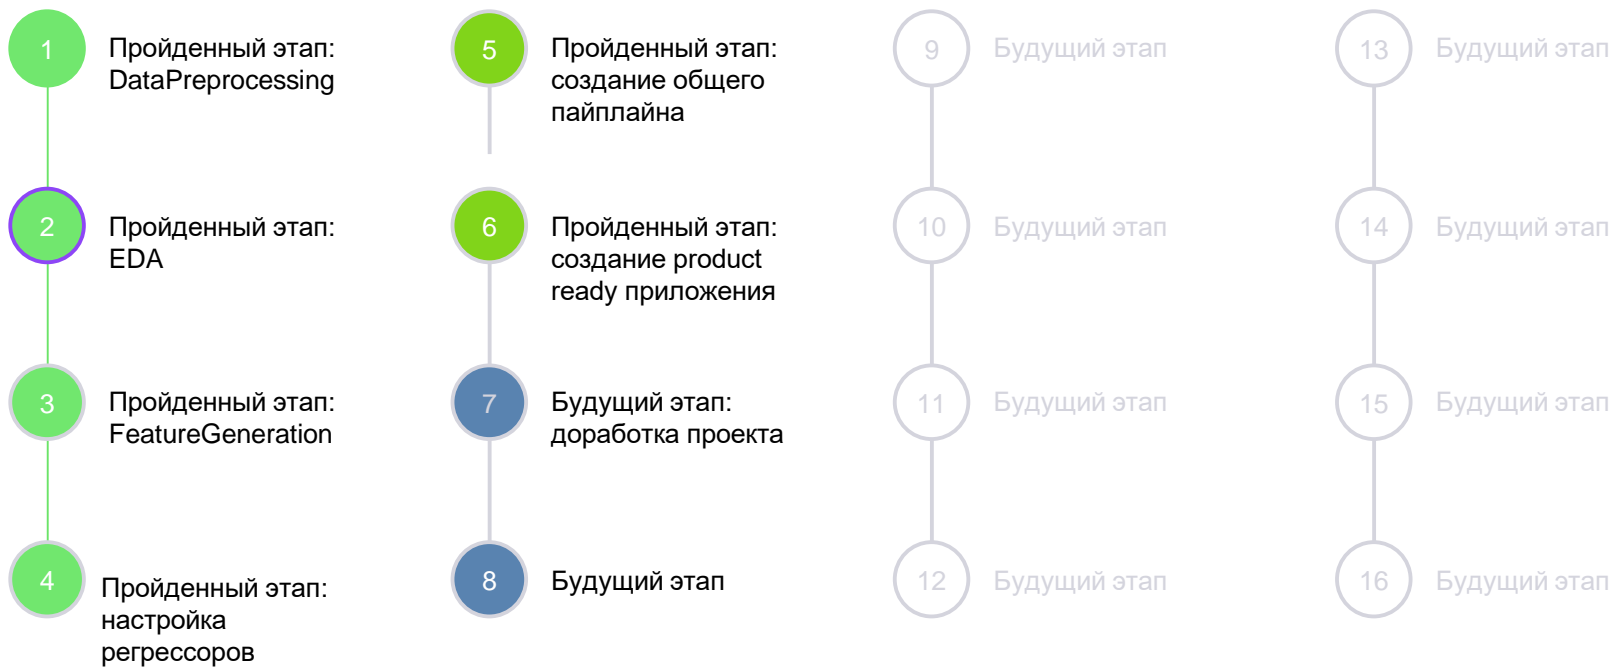 1
Пройденный этап:
DataPreprocessing
2
Пройденный этап:
EDA
3
Пройденный этап:
FeatureGeneration
4
Пройденный этап:
настройка
регрессоров
5
Пройденный этап:
создание общего
пайплайна
6
Пройденный этап:
создание product
ready приложения
7
Будущий этап:
доработка проекта
8
Будущий этап
9
Будущий этап
10
Будущий этап
11
Будущий этап
12
Будущий этап
13
Будущий этап
14
Будущий этап
15
Будущий этап
16
Будущий этап